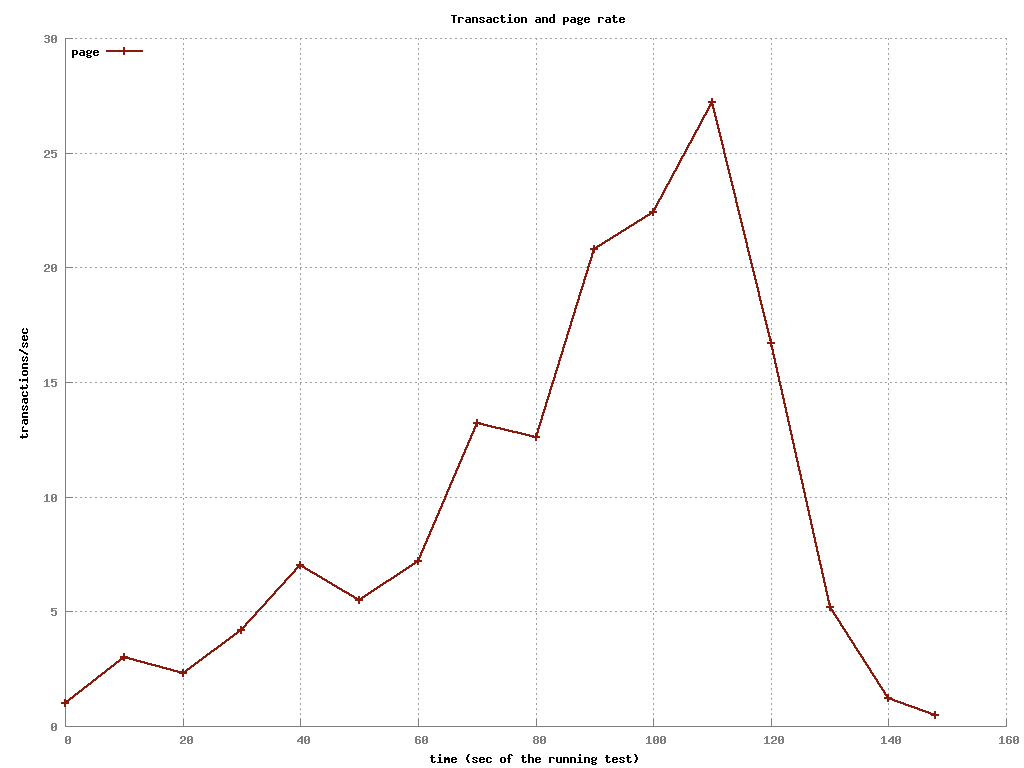 Transaction and page rate
30
page
25
20
15
10
5
0
transactions/sec
0 20 40 60 80 100 120 140 160
time (sec of the running test)